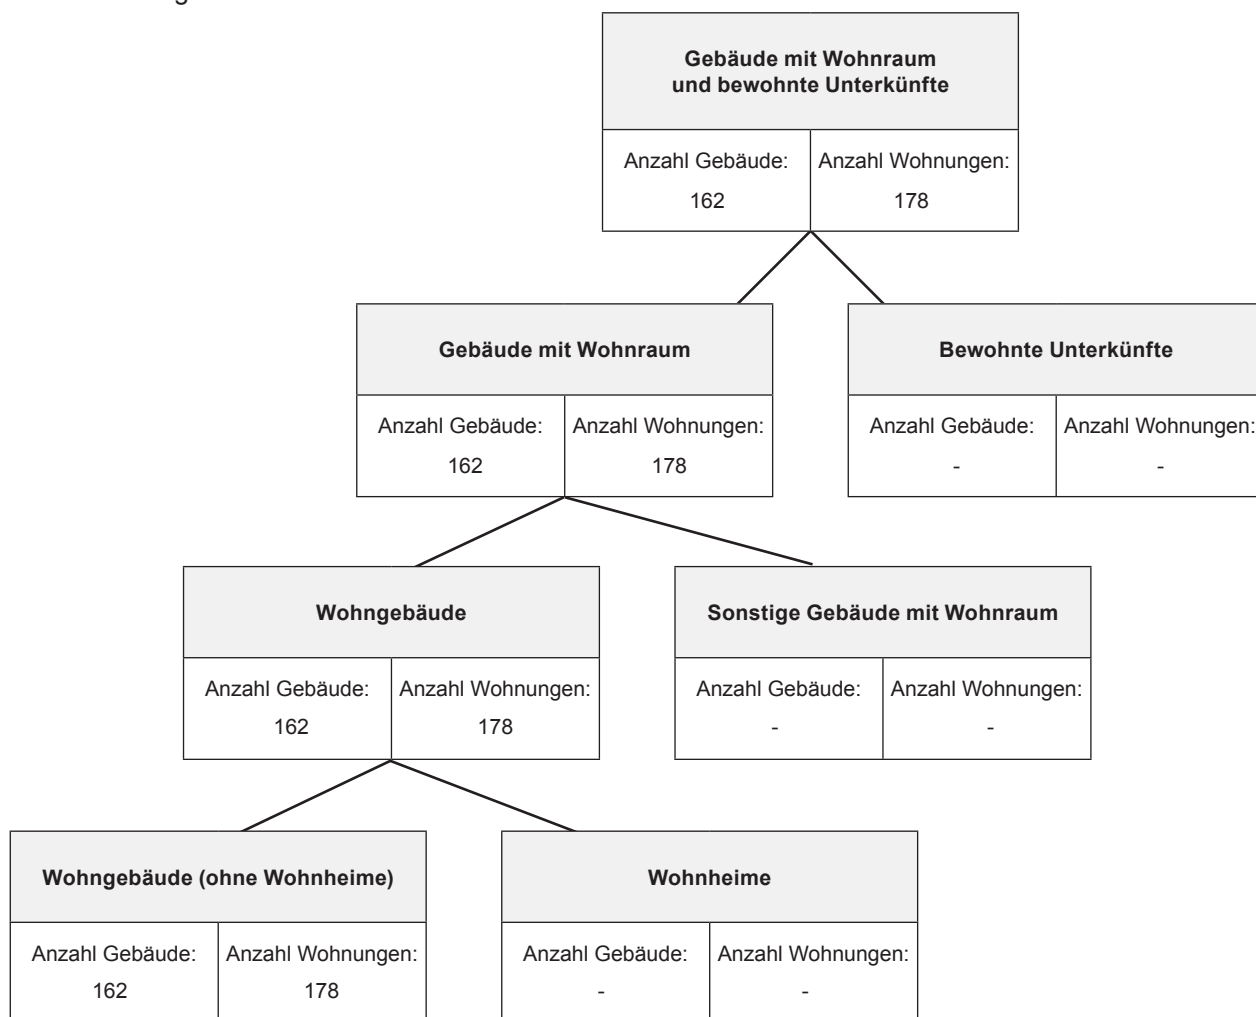 Gebäude mit Wohnraum
und bewohnte Unterkünfte
Anzahl Gebäude: Anzahl Wohnungen:
162 178
Gebäude mit Wohnraum
Anzahl Gebäude: Anzahl Wohnungen:
162 178
Bewohnte Unterkünfte
Anzahl Gebäude: Anzahl Wohnungen:
- -
Wohngebäude
Anzahl Gebäude: Anzahl Wohnungen:
162 178
Sonstige Gebäude mit Wohnraum
Anzahl Gebäude: Anzahl Wohnungen:
- -
Wohngebäude (ohne Wohnheime)
Anzahl Gebäude: Anzahl Wohnungen:
162 178
Wohnheime
Anzahl Gebäude: Anzahl Wohnungen:
- -